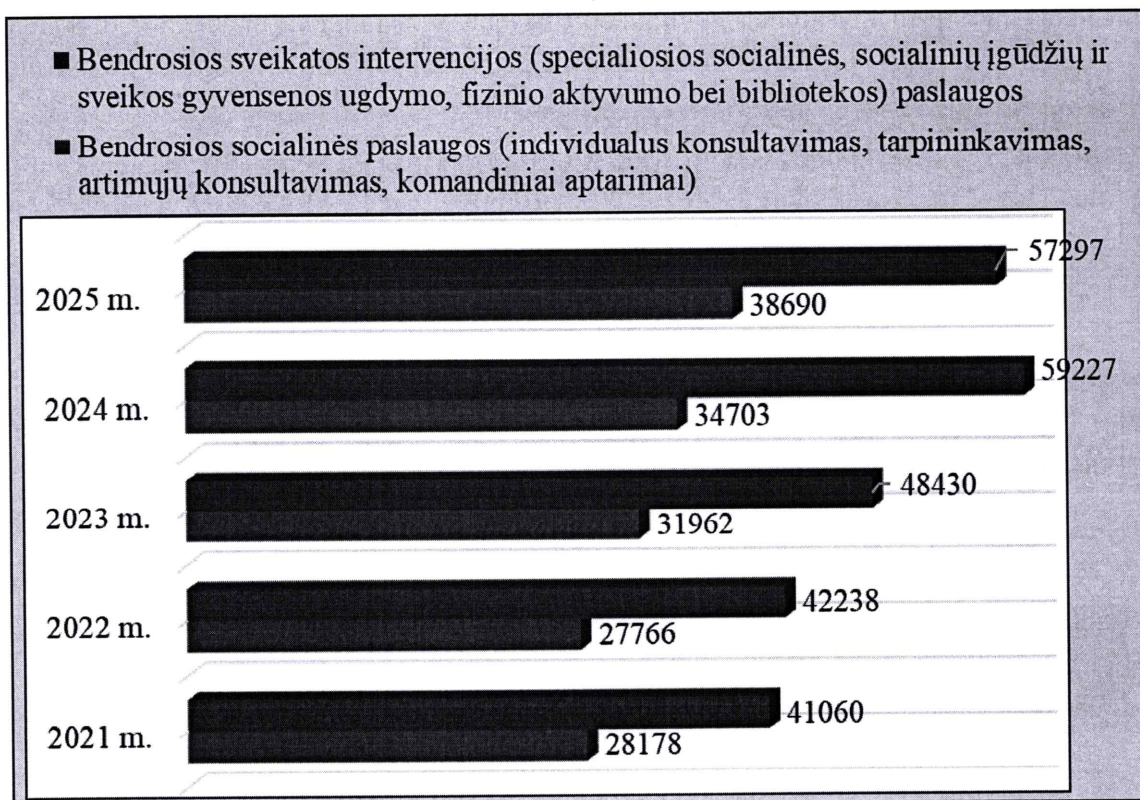 ■ Bendrosios sveikatos intervencijos (specialiosios socialinės, socialinių įgūdžių ir
sveikos gyvensenos ugdymo, fizinio aktyvumo bei bibliotekos) paslaugos
■ Bendrosios socialinės paslaugos (individualus konsultavimas, tarpininkavimas,
artimųjų konsultavimas, komandiniai aptarimai)
57297
2025 m.
38690
59227
2024 m.
34703
48430
2023 m.
31962
42238
2022 m.
27766
41060
2021 m.
28178